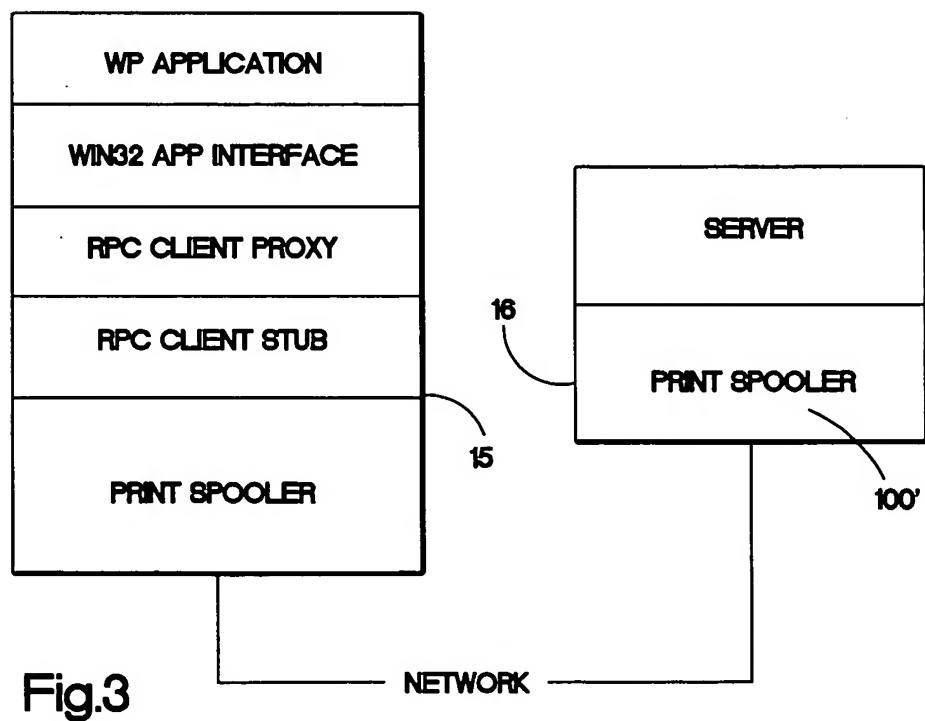 WP APPLICATION
WIN32 APP INTERFACE
RPC CLIENT PROXY
RPC CLIENT STUB
15
PRINT SPOOLER
SERVER
16
PRINT SPOOLER
100'
NETWORK
Fig.3